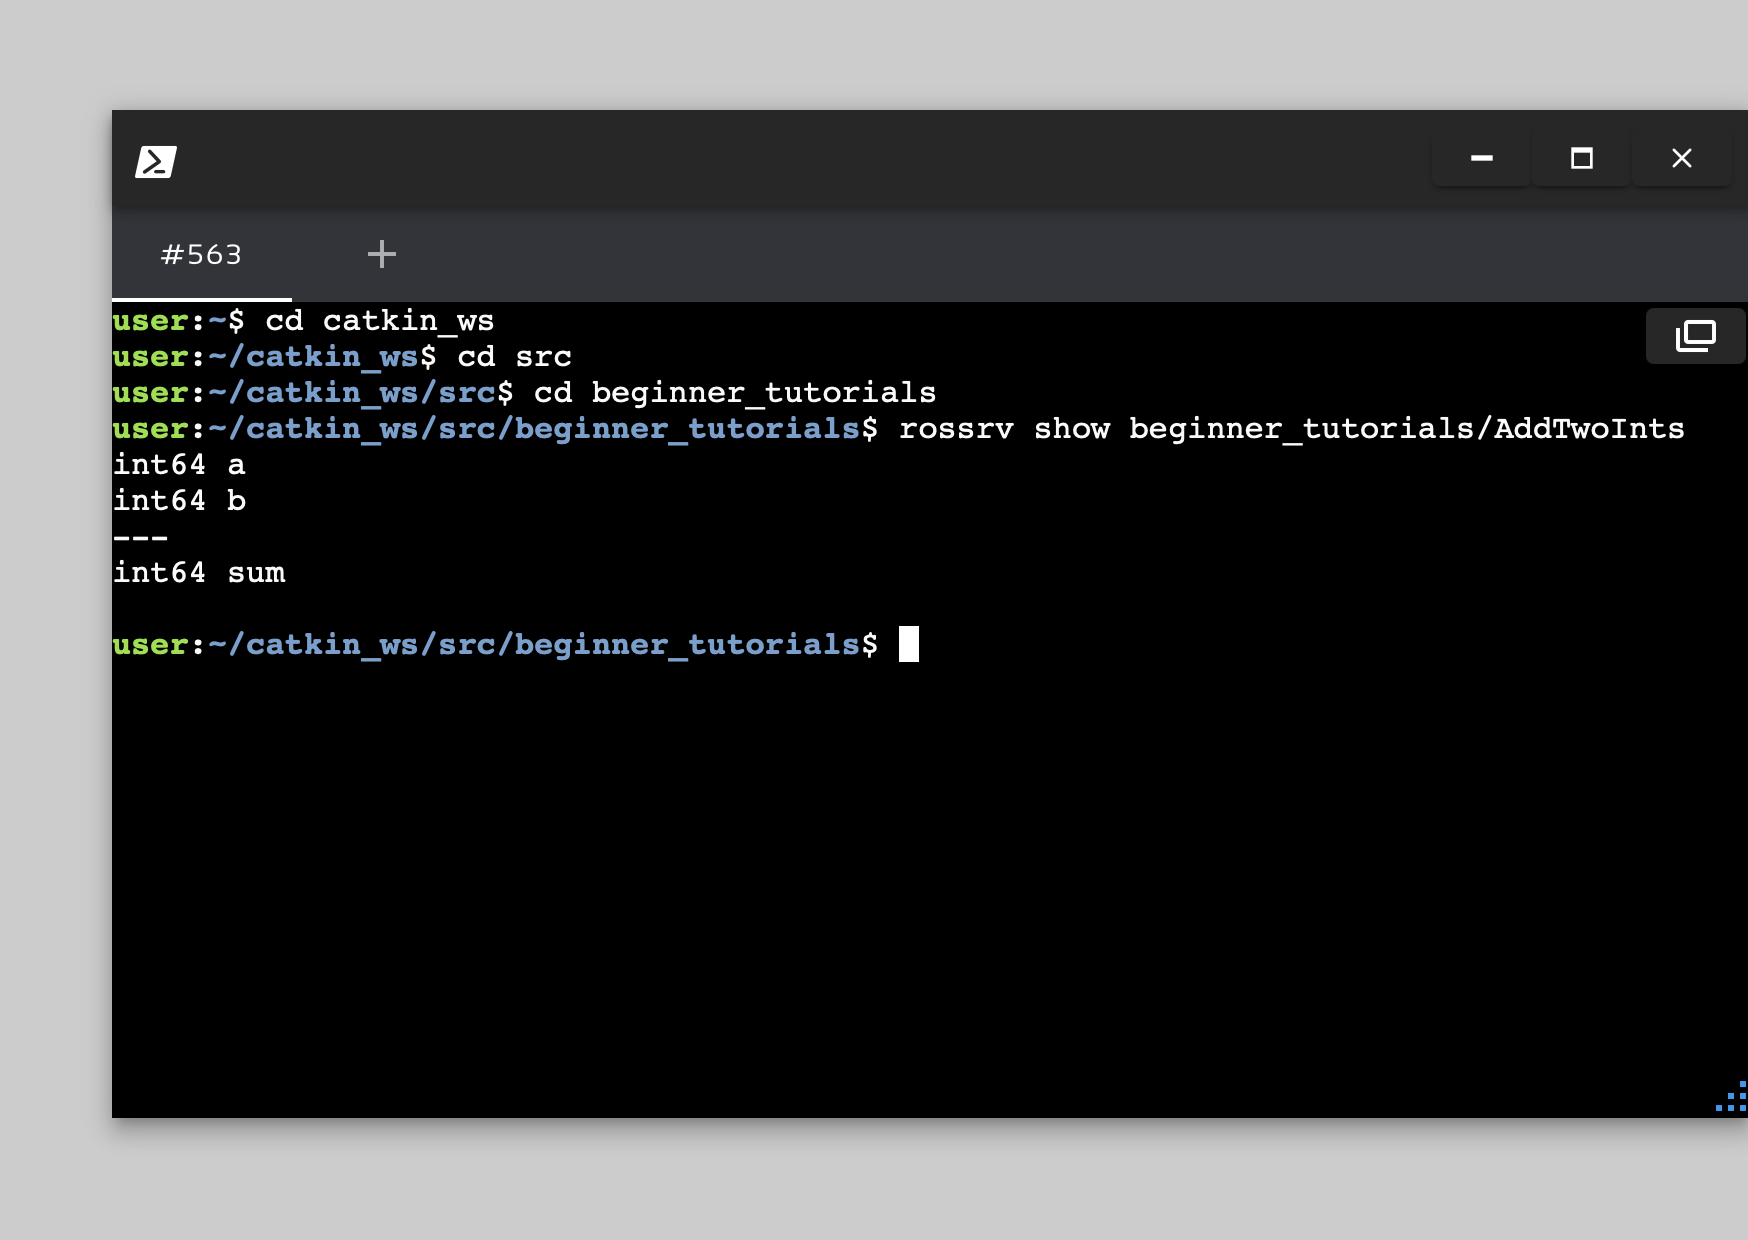 #563
user:~$ cd catkin_ws
user:~/catkin_ws$ cd src
user:~/catkin_ws/src$ cd beginner_tutorials
user:~/catkin_ws/src/beginner_tutorials$ rossrv show beginner_tutorials/AddTwoInts
int64 a
int64 b
---
int64 sum
user:~/catkin_ws/src/beginner_tutorials$